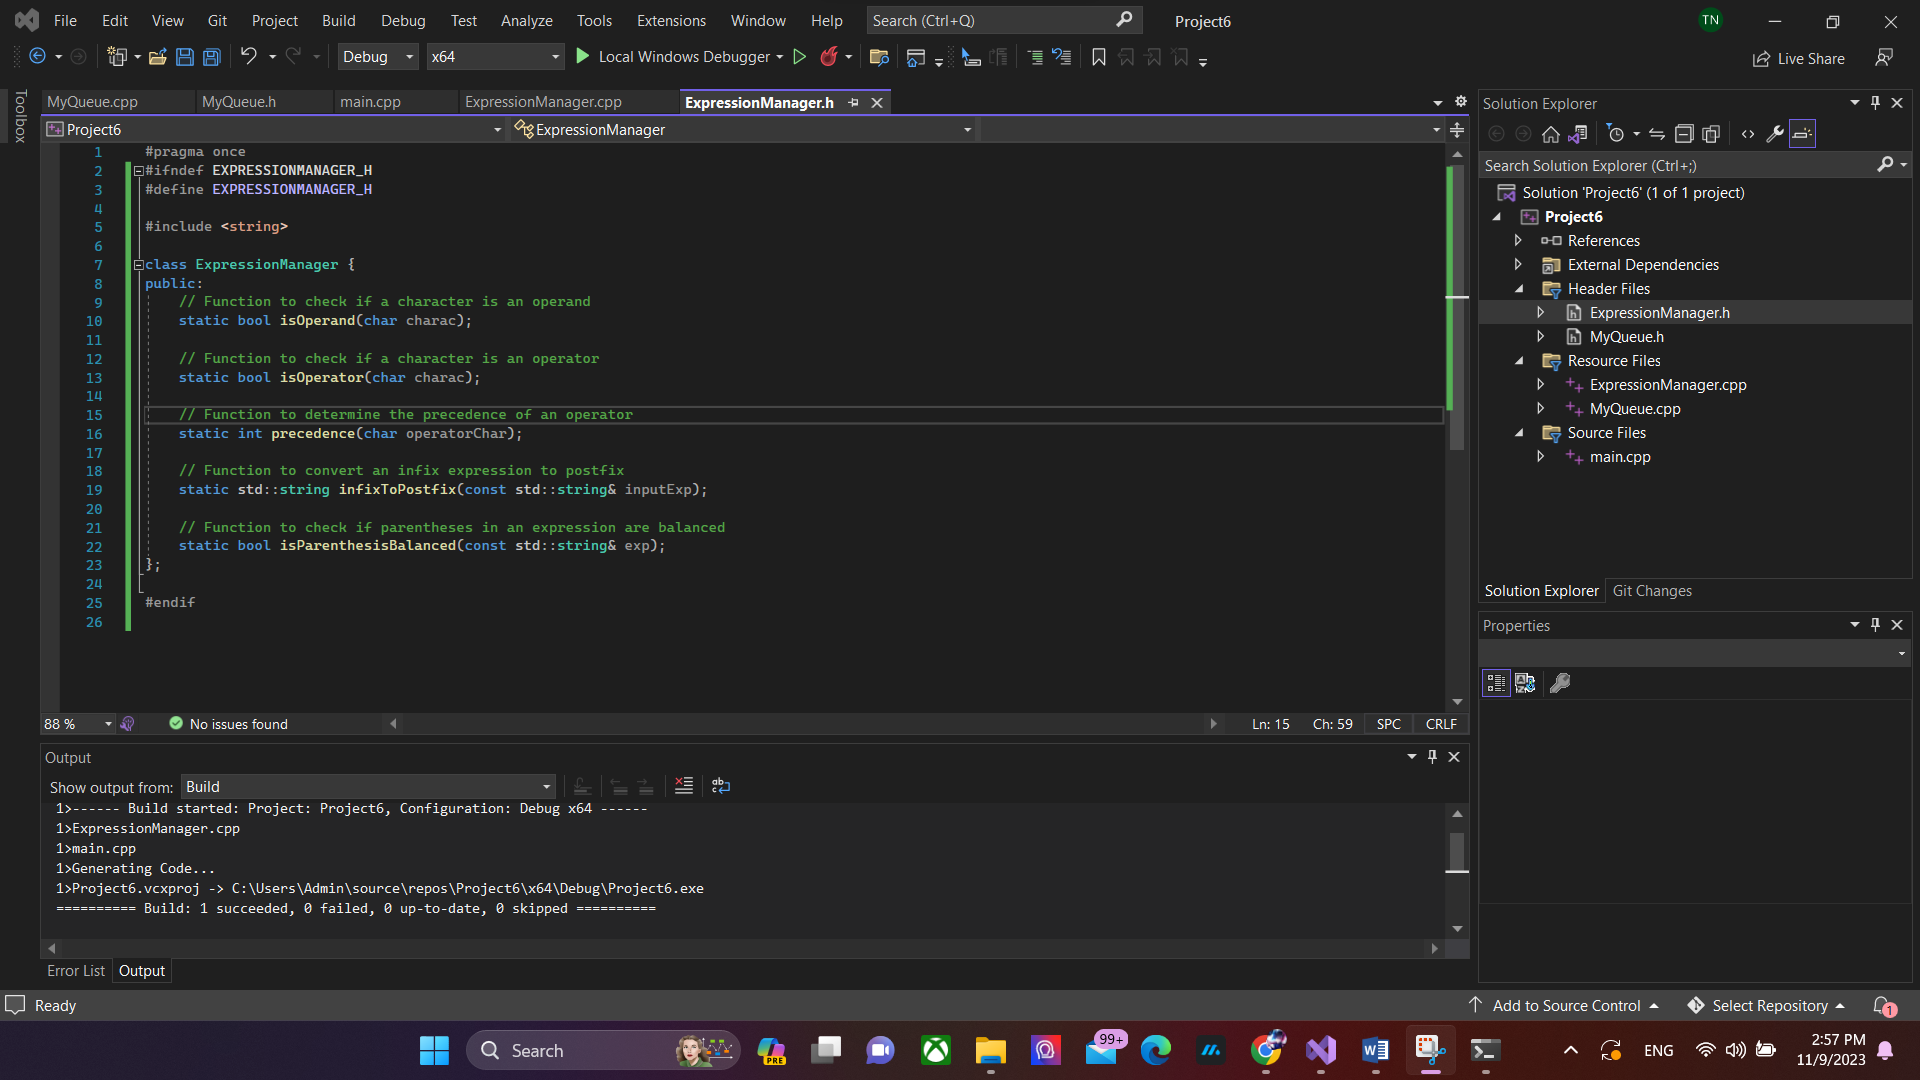 File Edit View Git Project Build Debug Test Analyze Tools Extensions Window Help Search (Ctrl+Q) Project6 TN
Debug x64 Local Windows Debugger Live Share
Toolbox
MyQueue.cpp MyQueue.h main.cpp ExpressionManager.cpp ExpressionManager.h
Project6 ExpressionManager
1 #pragma once
2 #ifndef EXPRESSIONMANAGER_H
3 #define EXPRESSIONMANAGER_H
4
5 #include <string>
6
7 class ExpressionManager {
8 public:
9 // Function to check if a character is an operand
10 static bool isOperand(char charac);
11
12 // Function to check if a character is an operator
13 static bool isOperator(char charac);
14
15 // Function to determine the precedence of an operator
16 static int precedence(char operatorChar);
17
18 // Function to convert an infix expression to postfix
19 static std::string infixToPostfix(const std::string& inputExp);
20
21 // Function to check if parentheses in an expression are balanced
22 static bool isParenthesisBalanced(const std::string& exp);
23 };
24
25 #endif
26
88 % No issues found Ln: 15 Ch: 59 SPC CRLF
Output
Show output from: Build
1>------ Build started: Project: Project6, Configuration: Debug x64 ------
1>ExpressionManager.cpp
1>main.cpp
1>Generating Code...
1>Project6.vcxproj -> C:\Users\Admin\source\repos\Project6\x64\Debug\Project6.exe
========== Build: 1 succeeded, 0 failed, 0 up-to-date, 0 skipped ==========
Error List Output
Solution Explorer
Search Solution Explorer (Ctrl+;)
Solution 'Project6' (1 of 1 project)
Project6
References
External Dependencies
Header Files
ExpressionManager.h
MyQueue.h
Resource Files
ExpressionManager.cpp
MyQueue.cpp
Source Files
main.cpp
Solution Explorer Git Changes
Properties
Ready Add to Source Control Select Repository 1
Search PRE 99+ ENG 2:57 PM
11/9/2023